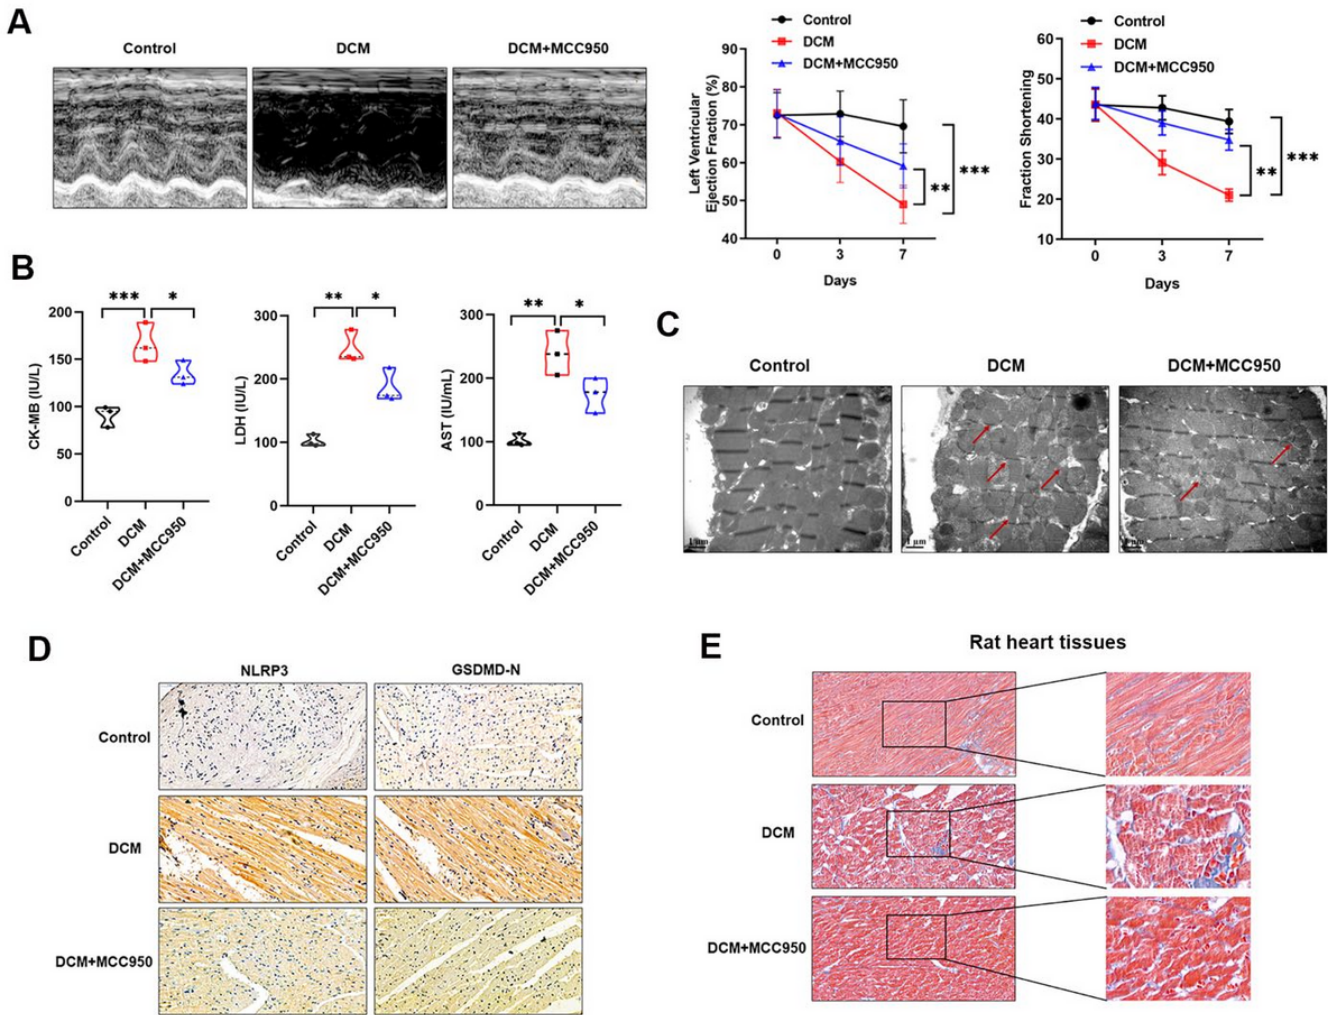 A
Control
DCM
DCM+MCC950
Control
DCM
DCM+MCC950
Left Ventricular
Ejection Fraction (%)
90
80
70
60
50
40
0
3
7
Days
**
***
Control
DCM
DCM+MCC950
Fraction Shortening
60
50
40
30
20
10
0
3
7
Days
**
***
B
CK-MB (IU/L)
200
150
100
50
0
***
*
Control
DCM
DCM+MCC950
LDH (IU/L)
300
200
100
0
**
*
Control
DCM
DCM+MCC950
AST (IU/mL)
300
200
100
0
**
*
Control
DCM
DCM+MCC950
C
Control
DCM
DCM+MCC950
1 μm
1 μm
D
NLRP3
GSDMD-N
Control
DCM
DCM+MCC950
E
Rat heart tissues
Control
DCM
DCM+MCC950